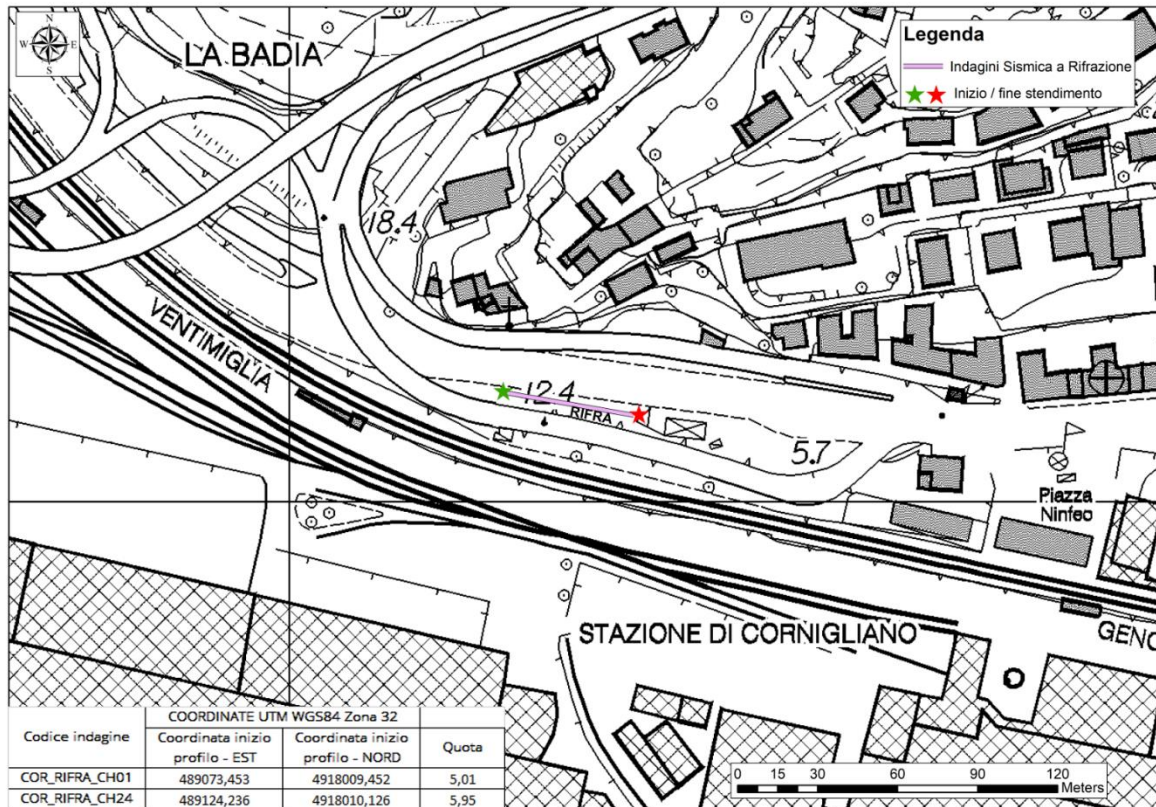 N
W E
S
LA BADIA
Legenda
Indagini Sismica a Rifrazione
Inizio / fine stendimento
18.4
VENTIMIGLIA
12.4
RIFRA
5.7
Piazza
Ninfeo
STAZIONE DI CORNIGLIANO
GENO
COORDINATE UTM WGS84 Zona 32
Codice indagine Coordinata inizio profilo - EST Coordinata inizio profilo - NORD Quota
COR_RIFRA_CH01 489073,453 4918009,452 5,01
COR_RIFRA_CH24 489124,236 4918010,126 5,95
0 15 30 60 90 120
Meters